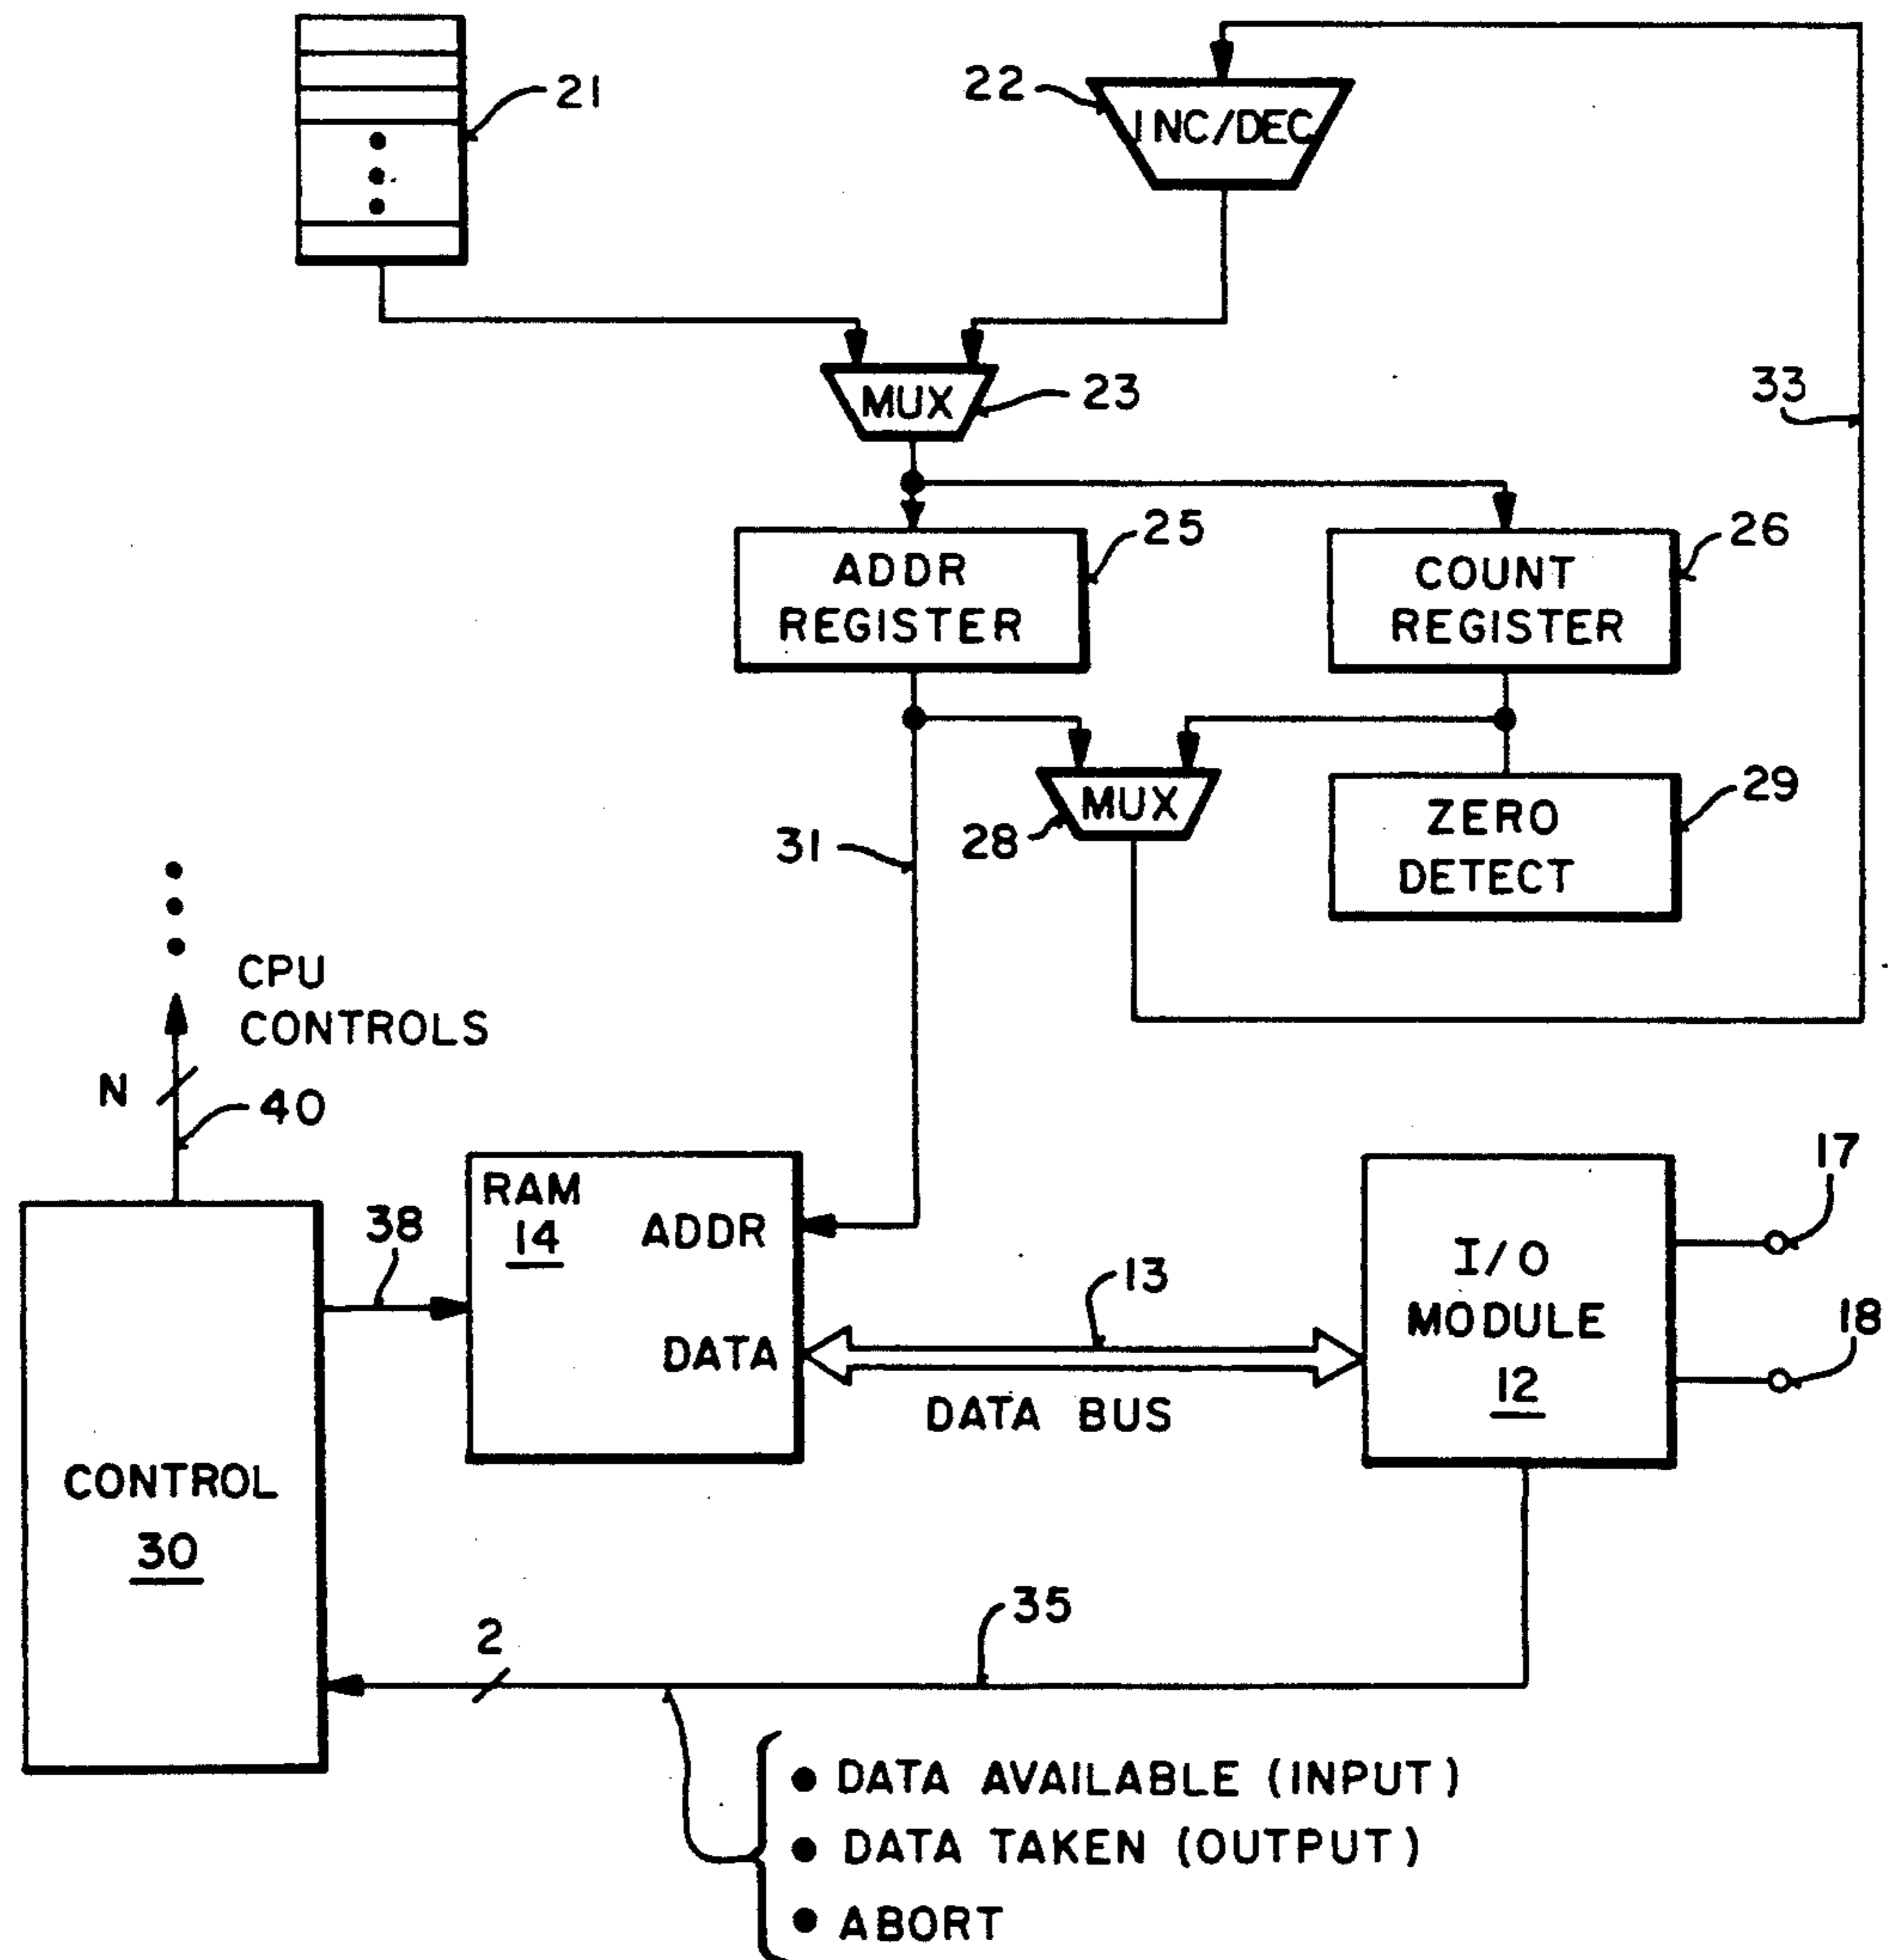 21
22
INC/DEC
MUX
23
33
ADDR
REGISTER
25
COUNT
REGISTER
26
MUX
28
ZERO
DETECT
29
31
CPU
CONTROLS
N
40
CONTROL
30
38
RAM
14
ADDR
DATA
13
DATA BUS
I/O
MODULE
12
17
18
2
35
• DATA AVAILABLE (INPUT)
• DATA TAKEN (OUTPUT)
• ABORT